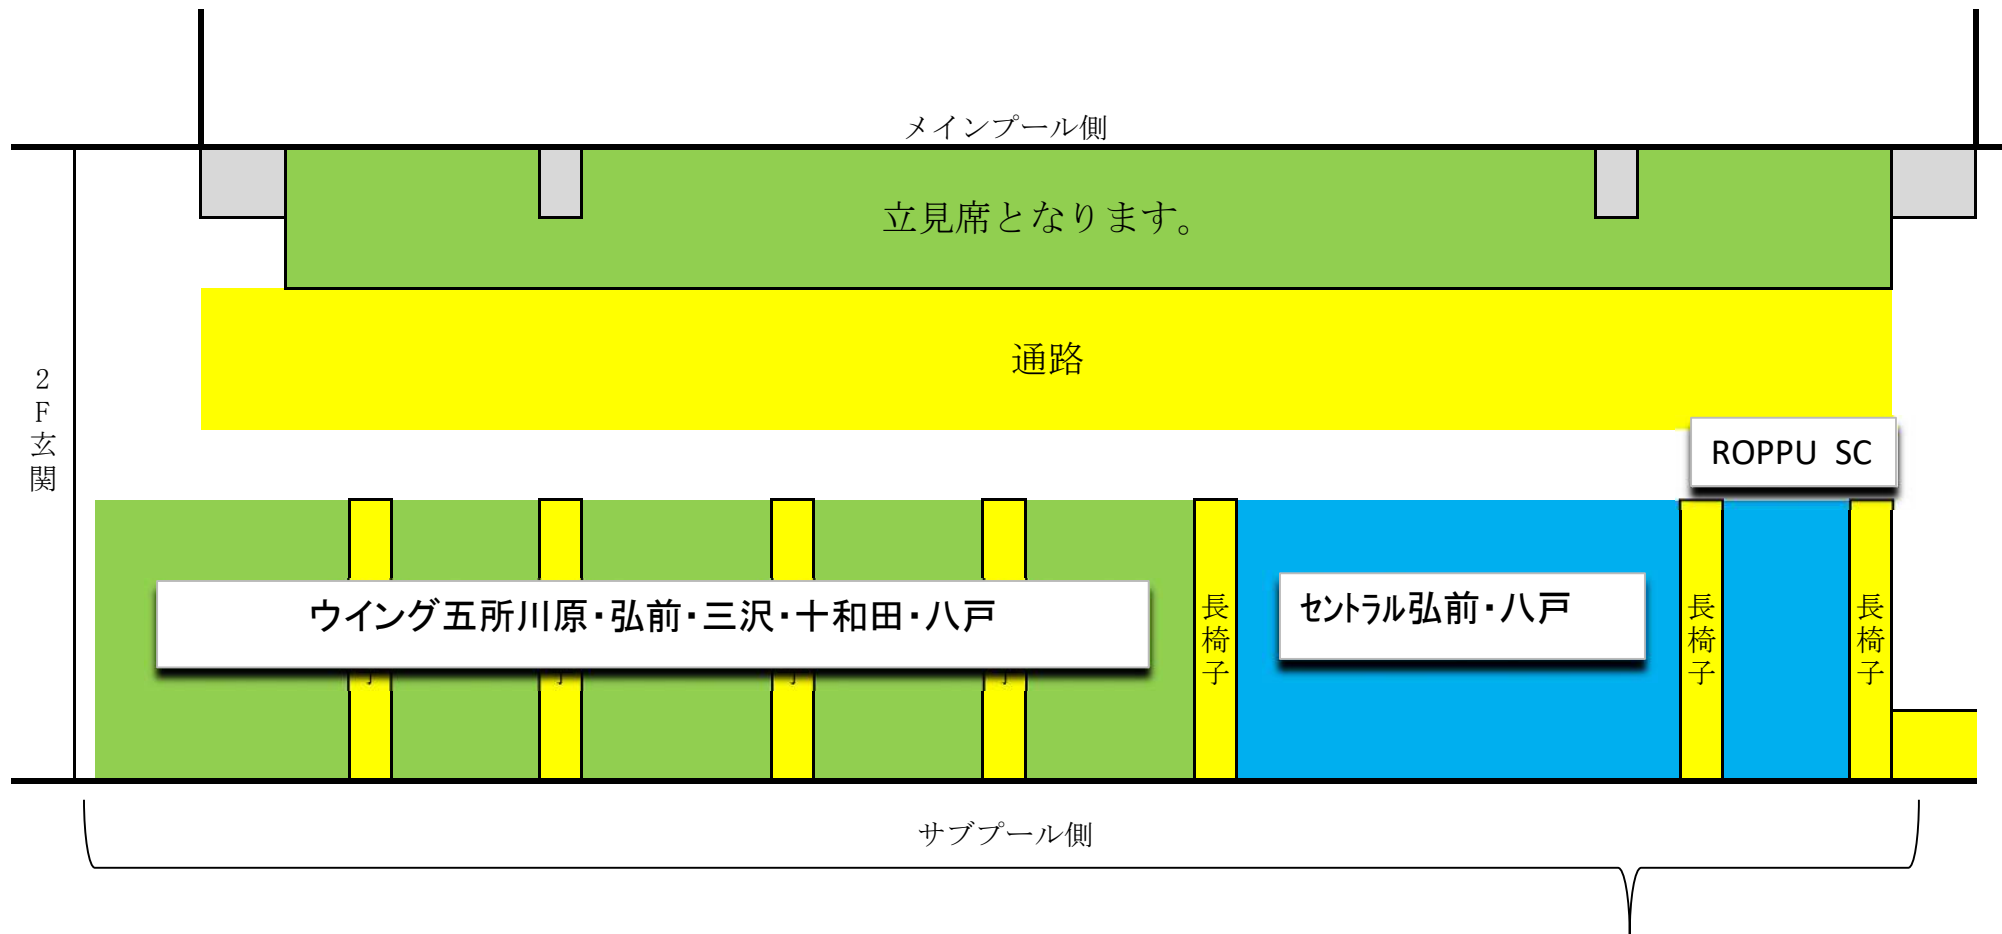 メインプール側
立見席となります。
通路
2F玄関
ROPPU SC
ウイング五所川原・弘前・三沢・十和田・八戸
長椅子
セントラル弘前・八戸
長椅子
長椅子
サブプール側